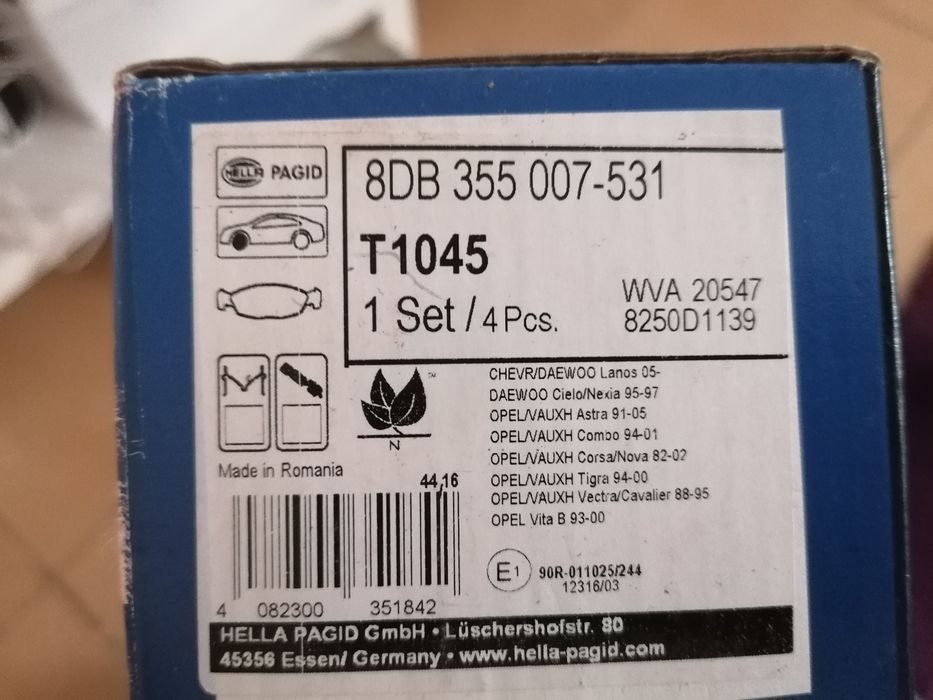 HELLA PAGID
8DB 355 007-531
T1045
1 Set / 4 Pcs.
WVA 20547
8250D1139
CHEVR/DAEWOO Lanos 05-
DAEWOO Cielo/Nexia 95-97
OPEL/VAUXH Astra 91-05
OPEL/VAUXH Combo 94-01
OPEL/VAUXH Corsa/Nova 82-02
OPEL/VAUXH Tigra 94-00
OPEL/VAUXH Vectra/Cavalier 88-95
OPEL Vita B 93-00
TM
N
Made in Romania
44,16
4 082300 351842
E1
90R-011025/244
12316/03
HELLA PAGID GmbH • Lüschershofstr. 80
45356 Essen/ Germany • www.hella-pagid.com